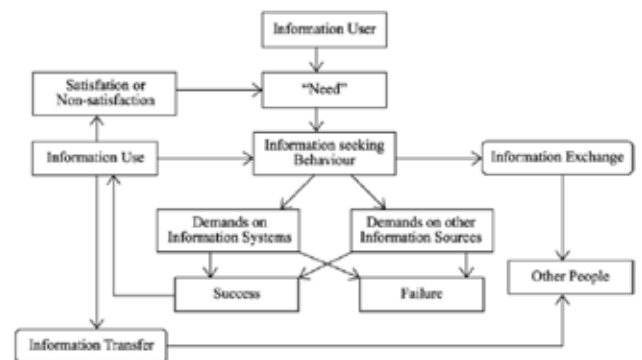 Information User
Satisfation or
Non-satisfaction
“Need”
Information Use
Information seeking
Behaviour
Information Exchange
Demands on
Information Systems
Demands on other
Information Sources
Success
Failure
Other People
Information Transfer